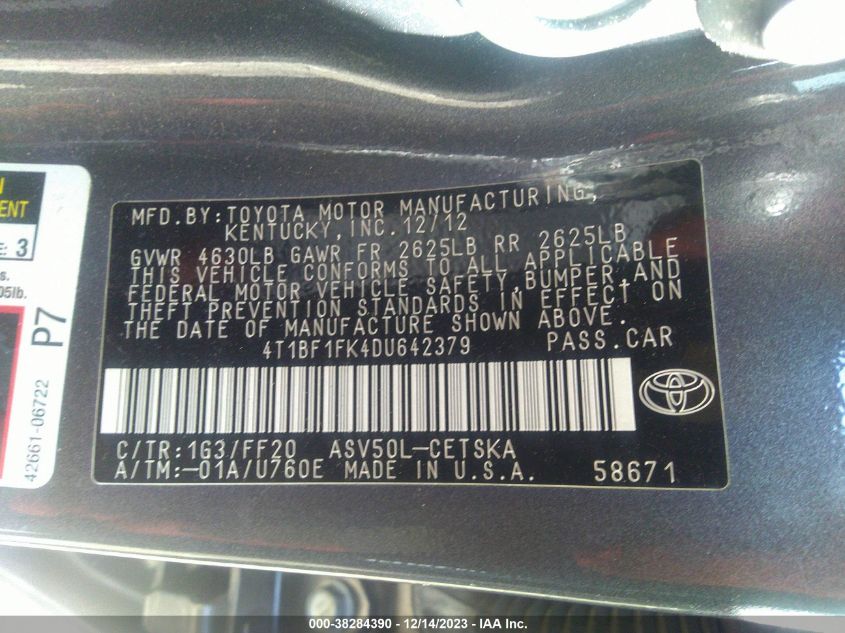 MFD.BY:TOYOTA MOTOR MANUFACTURING,
KENTUCKY,INC.12/12
GVWR 4630LB GAWR FR 2625LB RR 2625LB
THIS VEHICLE CONFORMS TO ALL APPLICABLE
FEDERAL MOTOR VEHICLE SAFETY,BUMPER,AND
THEFT PREVENTION STANDARDS IN EFFECT ON
THE DATE OF MANUFACTURE SHOWN ABOVE.
4T1BF1FK4DU642379 PASS.CAR
C/TR:1G3/FF20 ASV50L-CETSKA
A/TM:-01A/U760E MADE IN U.S.A. 58671
N
ENT
E: 3
s.
05lb.
P7
42661-06722
000-38284390 - 12/14/2023 - IAA Inc.